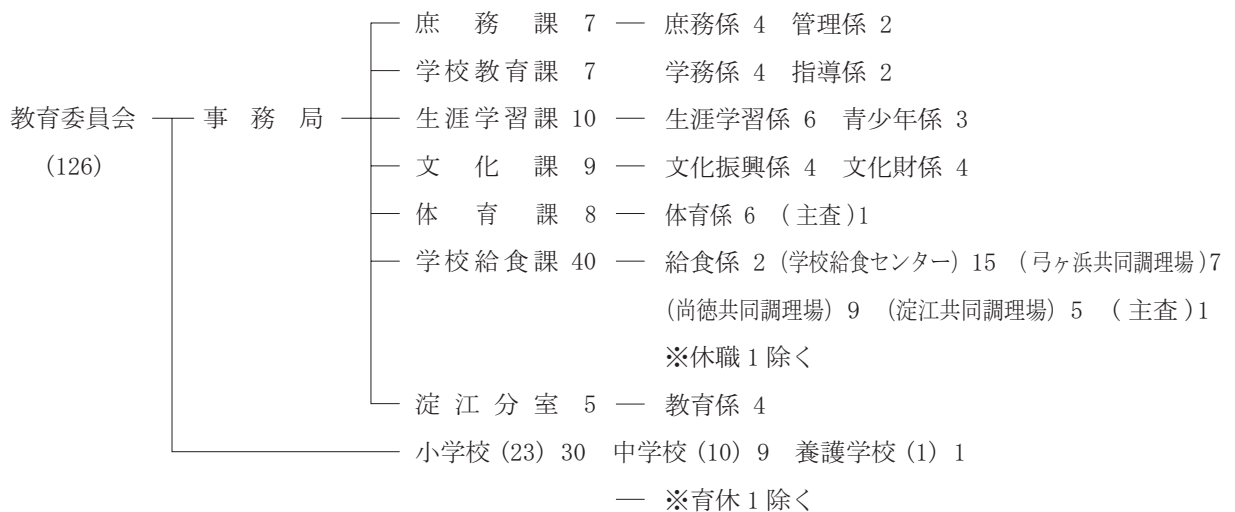 庶務課 7 ― 庶務係 4 管理係 2
学校教育課 7 学務係 4 指導係 2
教育委員会 ― 事務局 ― 生涯学習課 10 ― 生涯学習係 6 青少年係 3
(126) 文化課 9 ― 文化振興係 4 文化財係 4
体育課 8 ― 体育係 6 (主査)1
学校給食課 40 ― 給食係 2 (学校給食センター) 15 (弓ヶ浜共同調理場)7
(尚徳共同調理場) 9 (淀江共同調理場) 5 (主査)1
※休職1除く
淀江分室 5 ― 教育係 4
小学校 (23) 30 中学校 (10) 9 養護学校 (1) 1
― ※育休1除く